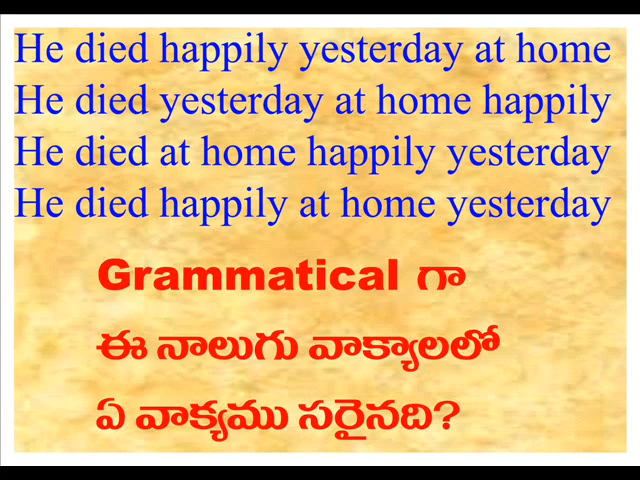 He died happily yesterday at home
He died yesterday at home happily
He died at home happily yesterday
He died happily at home yesterday
Grammatical గా
ఈ నాలుగు వాక్యాలలో
ఏ వాక్యము సరైనది?